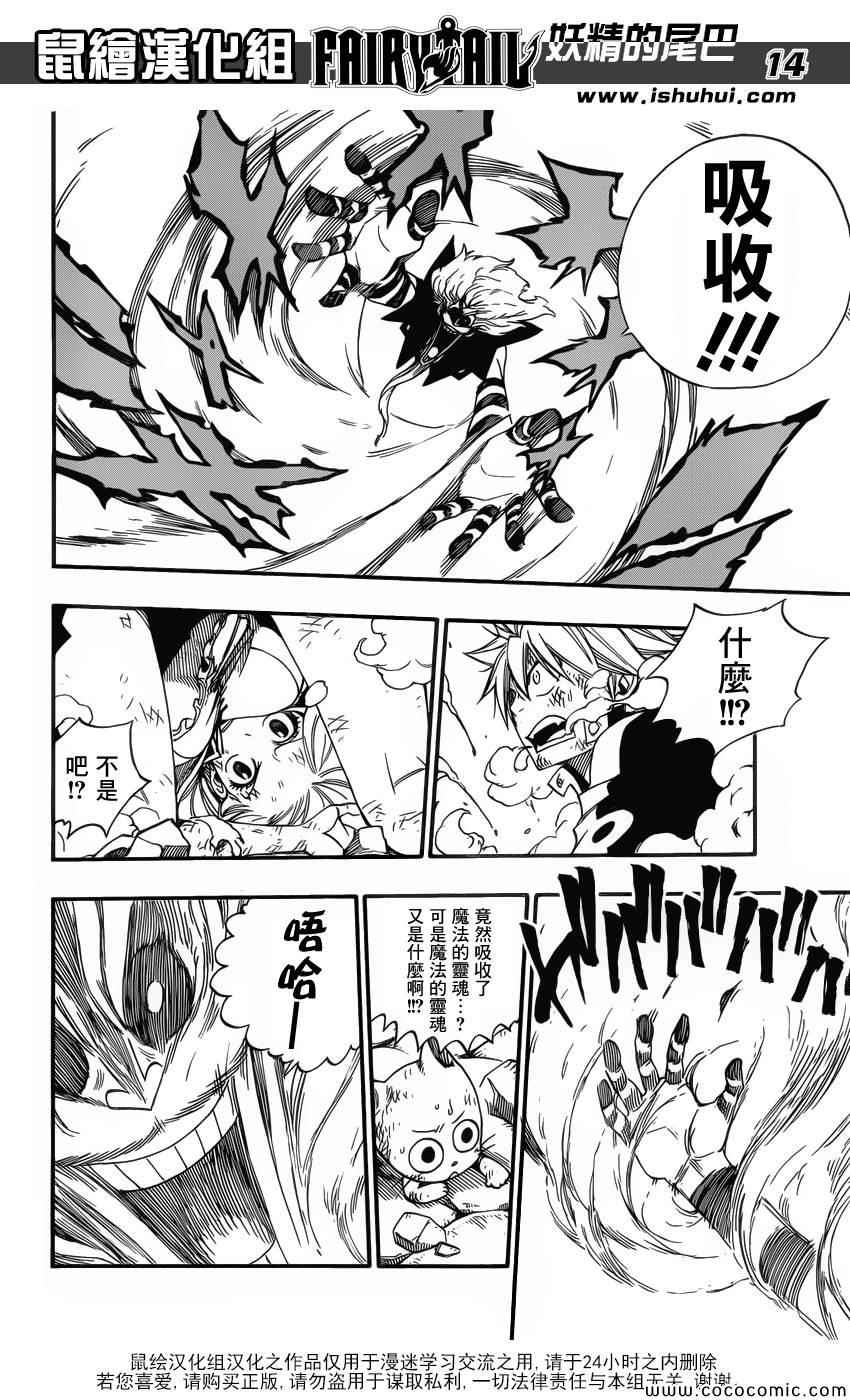 鼠繪漢化組
FAIRY TAIL
妖精的尾巴
14
www.ishuhui.com
吸
收!!!
什
麼!!?
不是
吧!?
竟然吸收了
魔法的靈魂…?
可是魔法的靈魂
又是什麼啊!!?
唔哈—
鼠绘汉化组汉化之作品仅用于漫迷学习交流之用, 请于24小时之内删除
若您喜爱, 请购买正版, 请勿盗用于谋取私利, 一切法律责任与本组无关, 谢谢.
www.cococomic.com